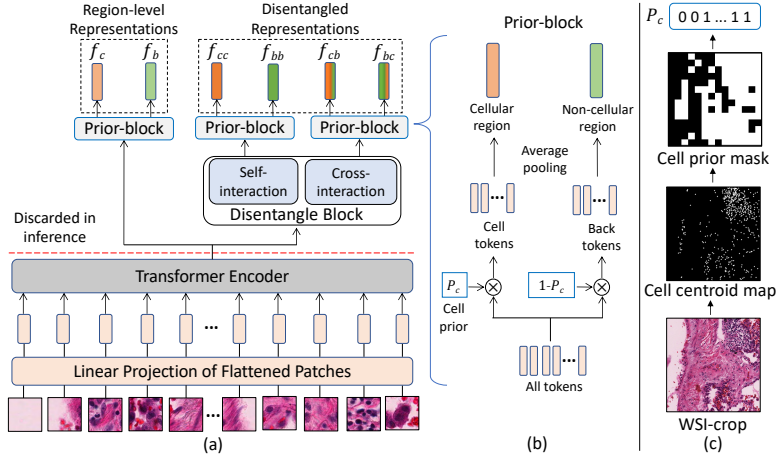 Region-level
Representations
f_c
f_b
Prior-block
Disentangled
Representations
f_cc
f_bb
f_cb
f_bc
Prior-block
Prior-block
Self-
interaction
Cross-
interaction
Disentangle Block
Discarded in
inference
Transformer Encoder
...
Linear Projection of Flattened Patches
...
(a)
Prior-block
Cellular
region
Non-cellular
region
Average
pooling
...
...
Cell
tokens
Back
tokens
P_c
1-P_c
Cell
prior
...
All tokens
(b)
P_c
0 0 1 ... 1 1
Cell prior mask
Cell centroid map
WSI-crop
(c)